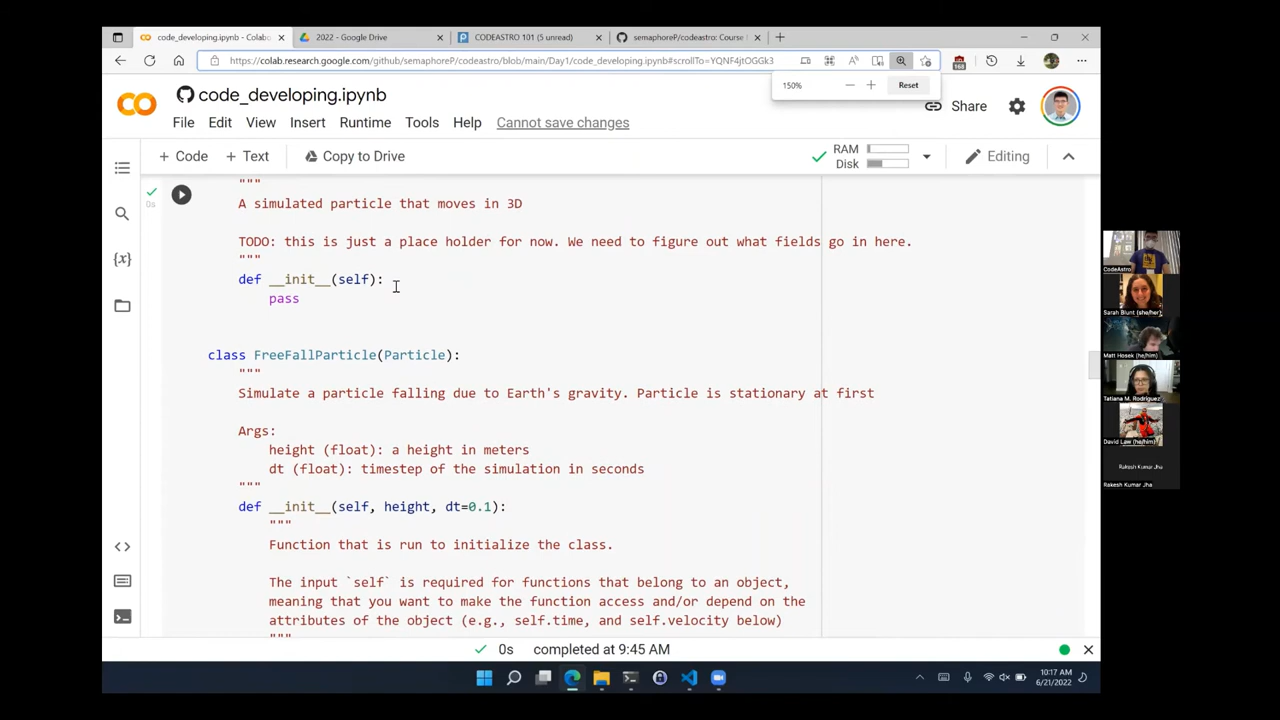 code_developing.ipynb - Colabo
2022 - Google Drive
CODEASTRO 101 (5 unread)
semaphoreP/codeastro: Course
https://colab.research.google.com/github/semaphoreP/codeastro/blob/main/Day1/code_developing.ipynb#scrollTo=YQNF4jtOGGk3
168
150%
Reset
code_developing.ipynb
Share
File Edit View Insert Runtime Tools Help Cannot save changes
+ Code + Text Copy to Drive
RAM
Disk
Editing
0s
"""
A simulated particle that moves in 3D
TODO: this is just a place holder for now. We need to figure out what fields go in here.
"""
def __init__(self):
pass
class FreeFallParticle(Particle):
"""
Simulate a particle falling due to Earth's gravity. Particle is stationary at first
Args:
height (float): a height in meters
dt (float): timestep of the simulation in seconds
"""
def __init__(self, height, dt=0.1):
"""
Function that is run to initialize the class.
The input `self` is required for functions that belong to an object,
meaning that you want to make the function access and/or depend on the
attributes of the object (e.g., self.time, and self.velocity below)
"""
{x}
0s completed at 9:45 AM
10:17 AM
6/21/2022
CodeAstro
Sarah Blunt (she/her)
Matt Hosek (he/him)
Tatiana M. Rodriguez
David Law (he/him)
Rakesh Kumar Jha
Rakesh Kumar Jha